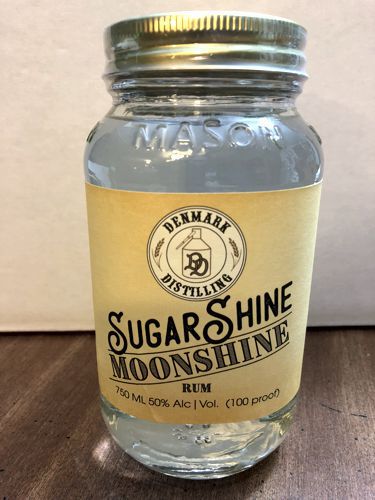 MASON
DENMARK
DD
DISTILLING
SUGARSHINE
MOONSHINE
RUM
750 ML 50% Alc | Vol. (100 proof)